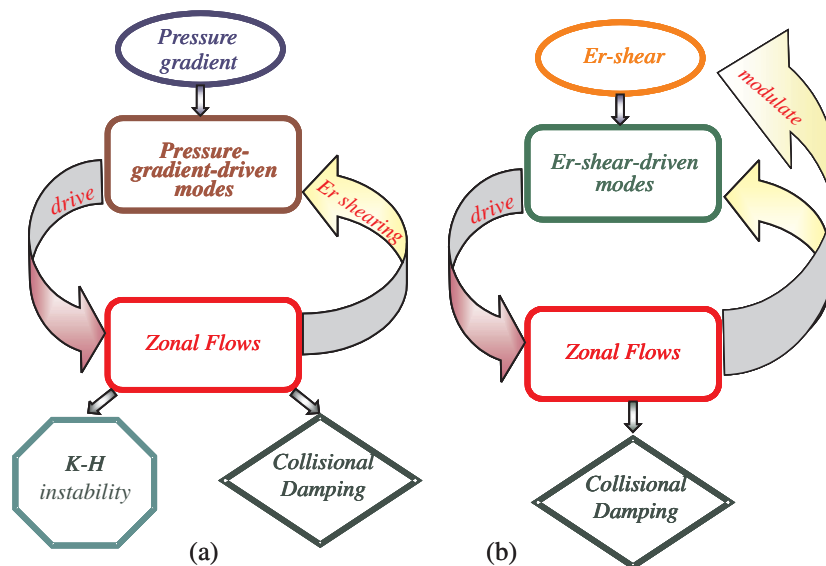 Pressure
gradient
Pressure-
gradient-driven
modes
drive
Er shearing
Zonal Flows
K-H
instability
Collisional
Damping
(a)
Er-shear
modulate
Er-shear-driven
modes
drive
Zonal Flows
Collisional
Damping
(b)